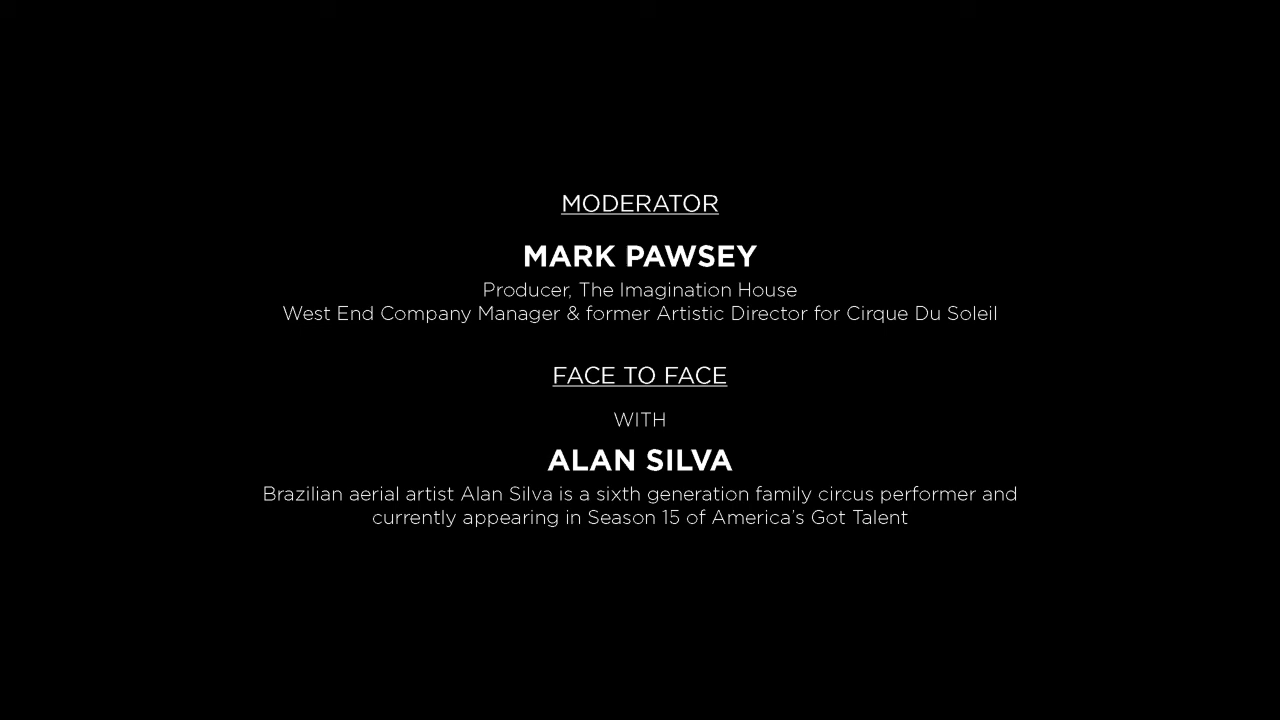 MODERATOR
MARK PAWSEY
Producer, The Imagination House
West End Company Manager & former Artistic Director for Cirque Du Soleil
FACE TO FACE
WITH
ALAN SILVA
Brazilian aerial artist Alan Silva is a sixth generation family circus performer and
currently appearing in Season 15 of America's Got Talent